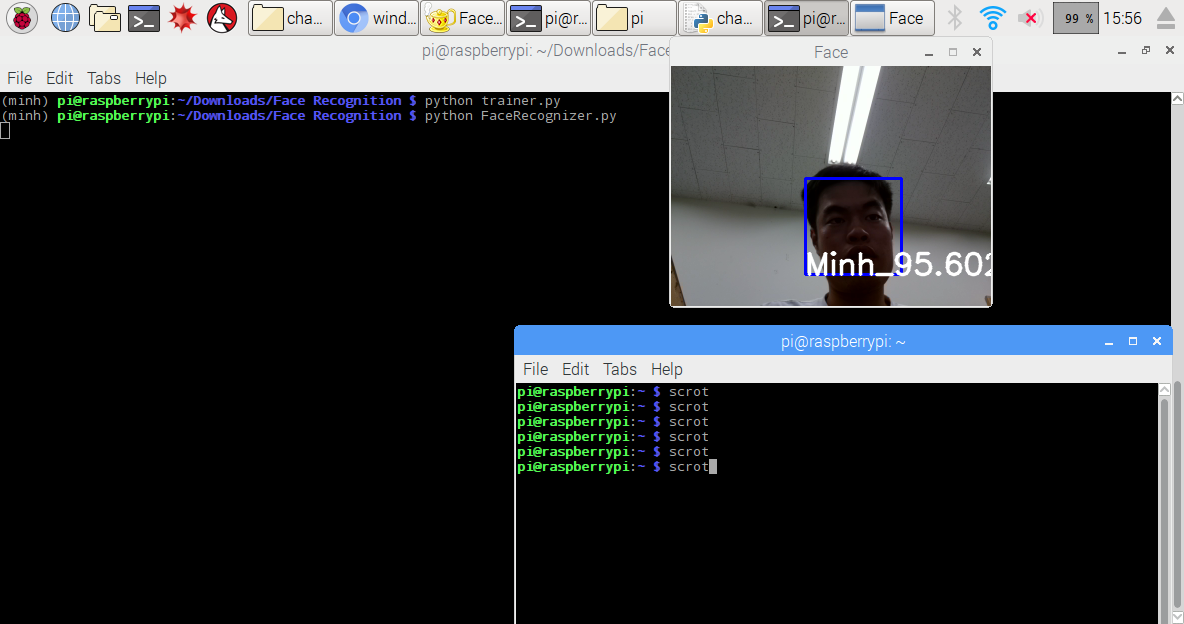 cha...
wind...
Face...
pi@r...
pi
cha...
pi@r...
Face
99 %
15:56
pi@raspberrypi: ~/Downloads/Face
File Edit Tabs Help
(minh) pi@raspberrypi:~/Downloads/Face Recognition $ python trainer.py
(minh) pi@raspberrypi:~/Downloads/Face Recognition $ python FaceRecognizer.py
Face
Minh_95.602
pi@raspberrypi: ~
File Edit Tabs Help
pi@raspberrypi:~ $ scrot
pi@raspberrypi:~ $ scrot
pi@raspberrypi:~ $ scrot
pi@raspberrypi:~ $ scrot
pi@raspberrypi:~ $ scrot
pi@raspberrypi:~ $ scrot